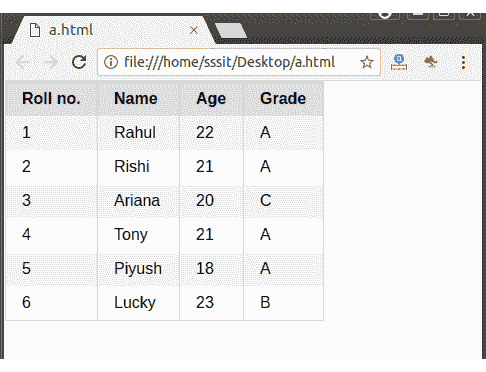 a.html
file:///home/sssit/Desktop/a.html
Roll no. Name Age Grade
1 Rahul 22 A
2 Rishi 21 A
3 Ariana 20 C
4 Tony 21 A
5 Piyush 18 A
6 Lucky 23 B